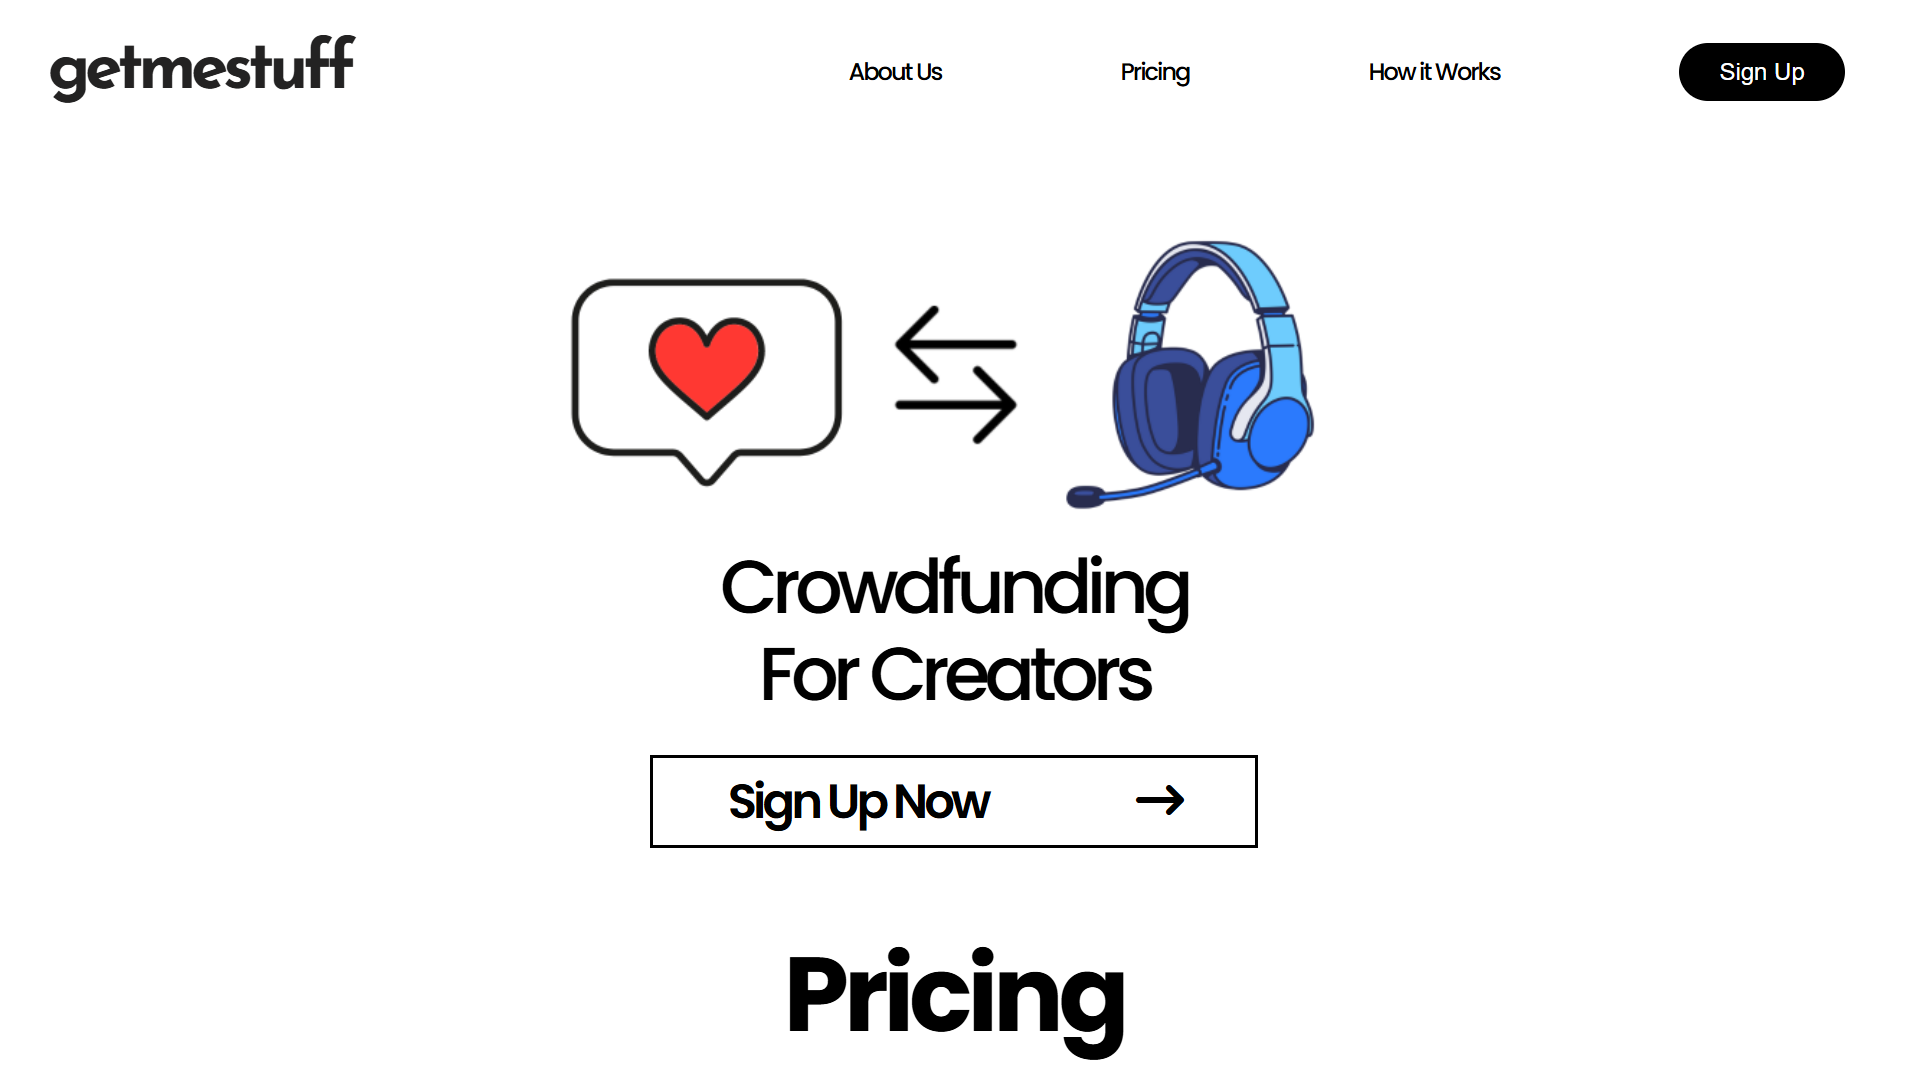 getmestuff
About Us
Pricing
How it Works
Sign Up
Crowdfunding
For Creators
Sign Up Now
Pricing